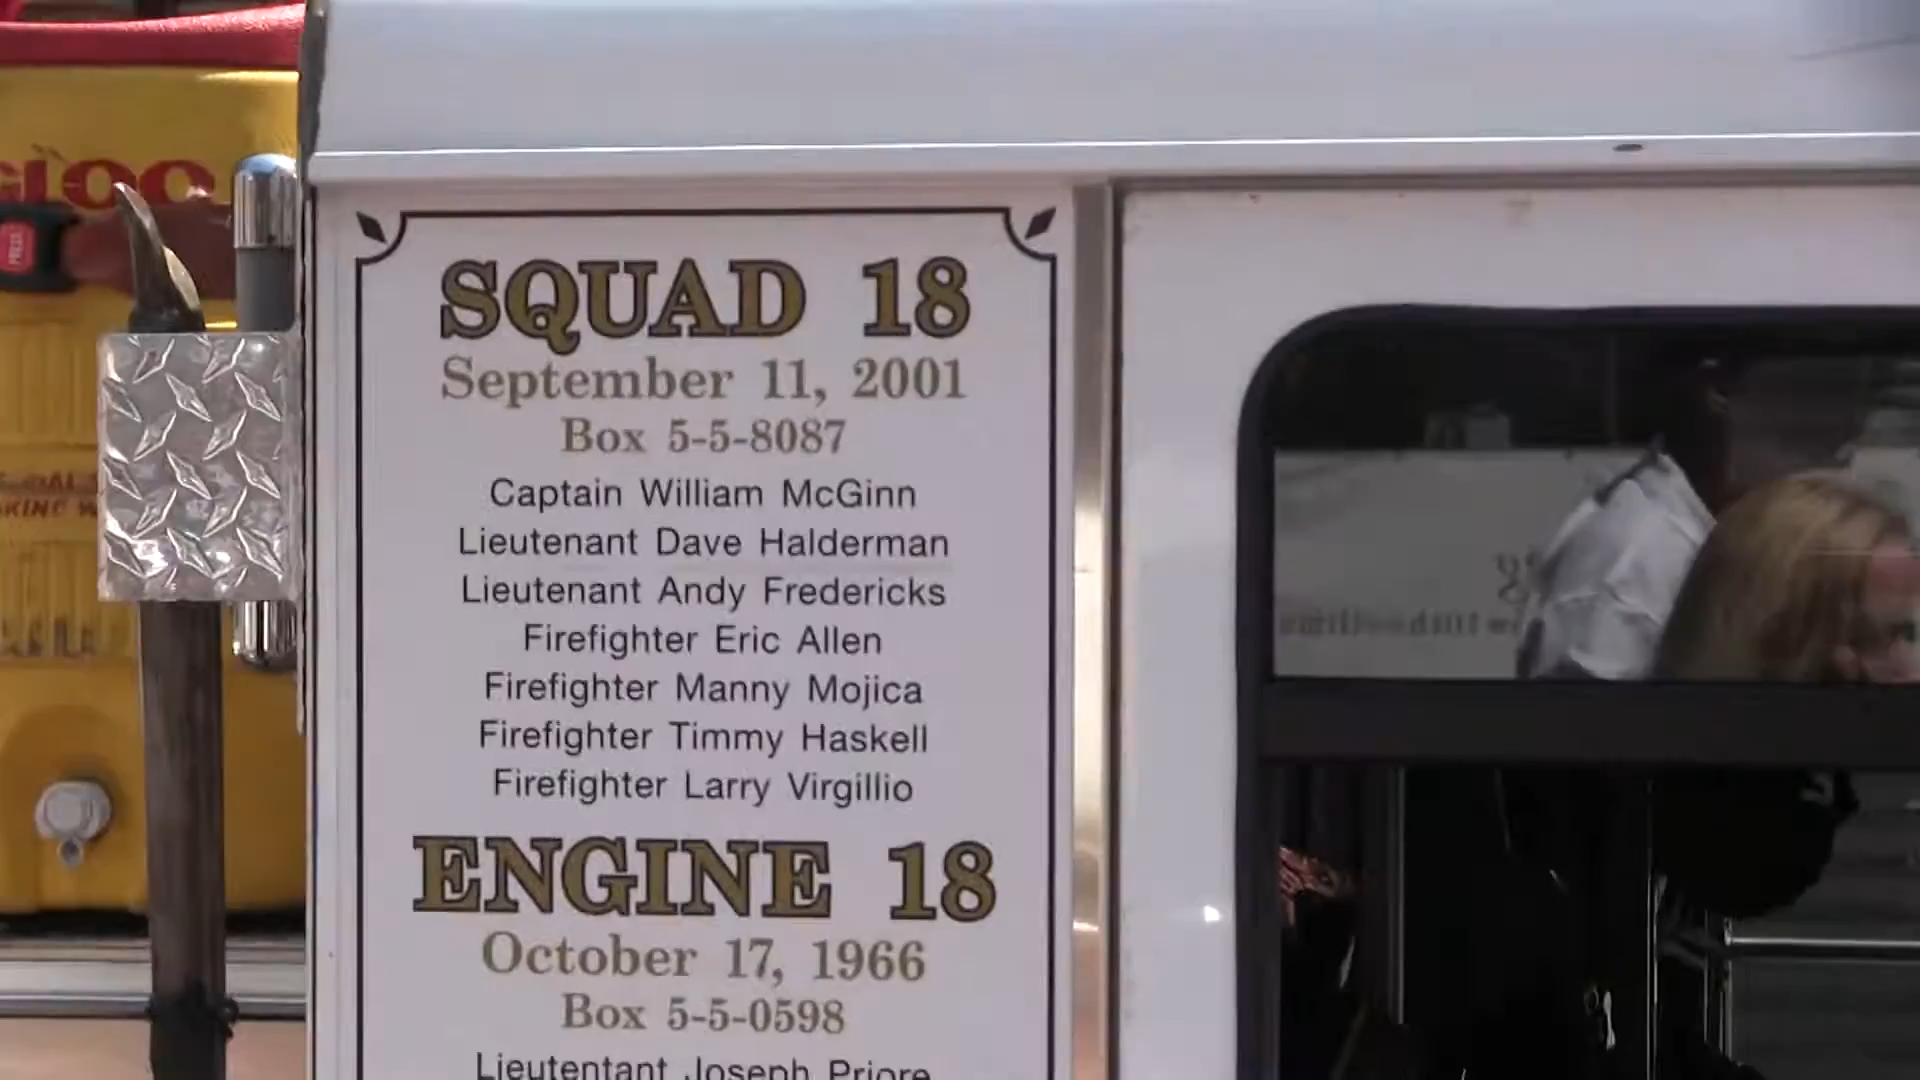 PRESS
SQUAD 18
September 11, 2001
Box 5-5-8087
Captain William McGinn
Lieutenant Dave Halderman
Lieutenant Andy Fredericks
Firefighter Eric Allen
Firefighter Manny Mojica
Firefighter Timmy Haskell
Firefighter Larry Virgillio
ENGINE 18
October 17, 1966
Box 5-5-0598
Lieutentant Joseph Priore